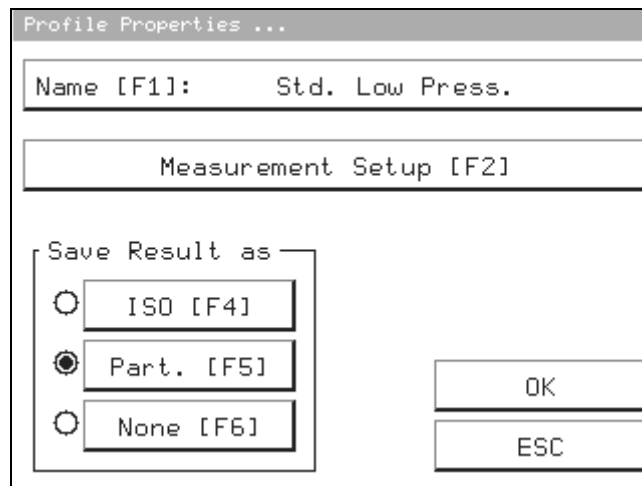 Profile Properties ...
Name [F1]: Std. Low Press.
Measurement Setup [F2]
Save Result as
ISO [F4]
Part. [F5]
None [F6]
OK
ESC